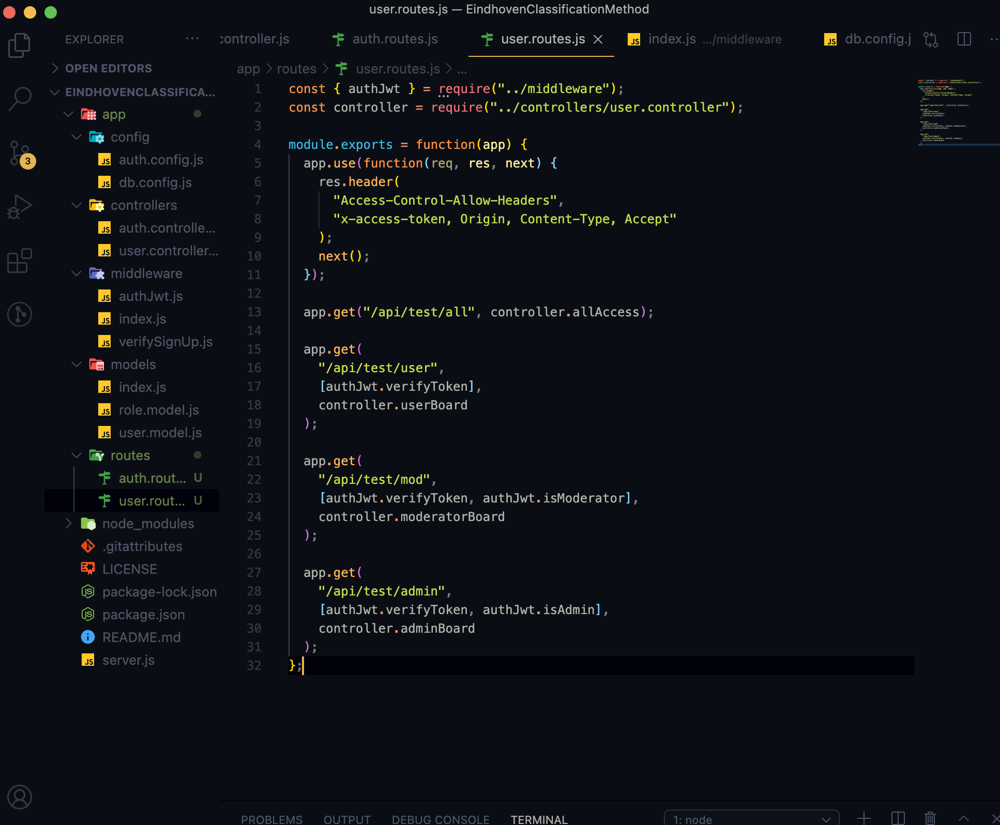 user.routes.js — EindhovenClassificationMethod
EXPLORER
controller.js
auth.routes.js
user.routes.js
index.js .../middleware
db.config.j
OPEN EDITORS
EINDHOVENCLASSIFICA...
app
config
auth.config.js
db.config.js
controllers
auth.controlle...
user.controller...
middleware
authJwt.js
index.js
verifySignUp.js
models
index.js
role.model.js
user.model.js
routes
auth.rout... U
user.rout... U
node_modules
.gitattributes
LICENSE
package-lock.json
package.json
README.md
server.js
3
app > routes > user.routes.js > ...
1 const { authJwt } = require("../middleware");
2 const controller = require("../controllers/user.controller");
3
4 module.exports = function(app) {
5   app.use(function(req, res, next) {
6     res.header(
7       "Access-Control-Allow-Headers",
8       "x-access-token, Origin, Content-Type, Accept"
9     );
10     next();
11   });
12
13   app.get("/api/test/all", controller.allAccess);
14
15   app.get(
16     "/api/test/user",
17     [authJwt.verifyToken],
18     controller.userBoard
19   );
20
21   app.get(
22     "/api/test/mod",
23     [authJwt.verifyToken, authJwt.isModerator],
24     controller.moderatorBoard
25   );
26
27   app.get(
28     "/api/test/admin",
29     [authJwt.verifyToken, authJwt.isAdmin],
30     controller.adminBoard
31   );
32 };
PROBLEMS OUTPUT DEBUG CONSOLE TERMINAL 1: node